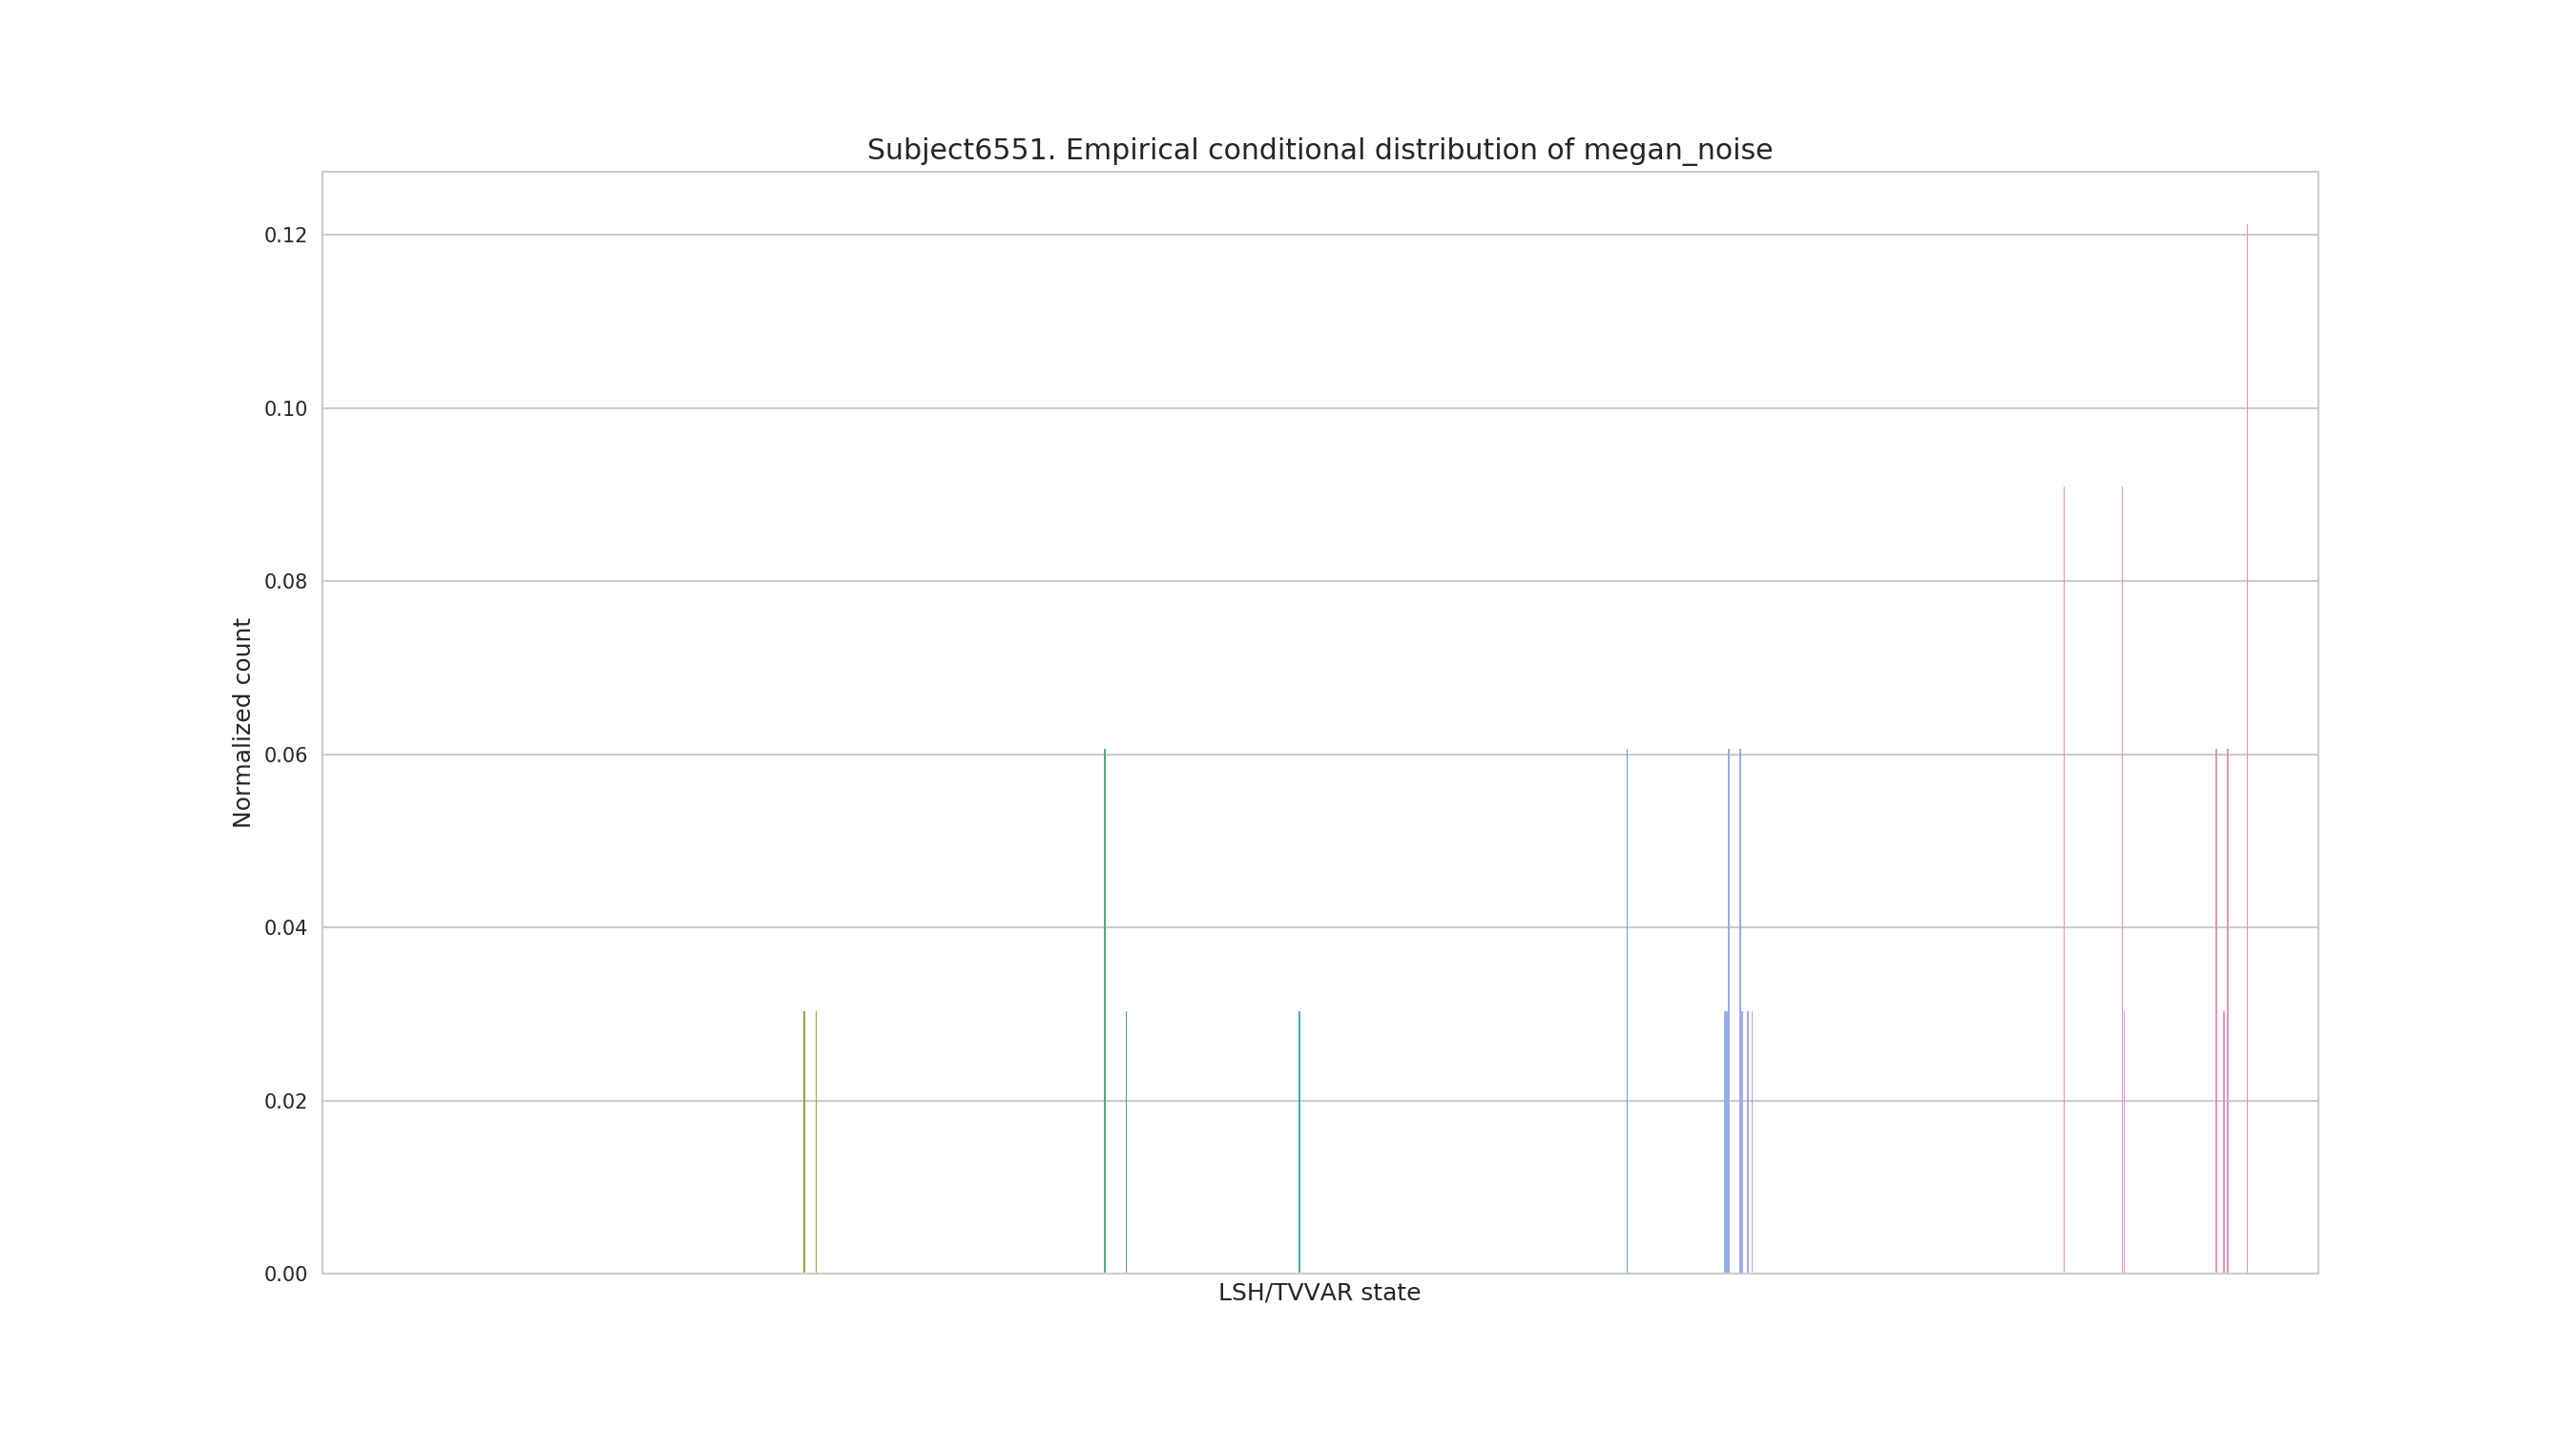 Subject6551. Empirical conditional distribution of megan_noise
0.12
0.10
0.08
0.06
0.04
0.02
0.00
Normalized count
LSH/TVVAR state